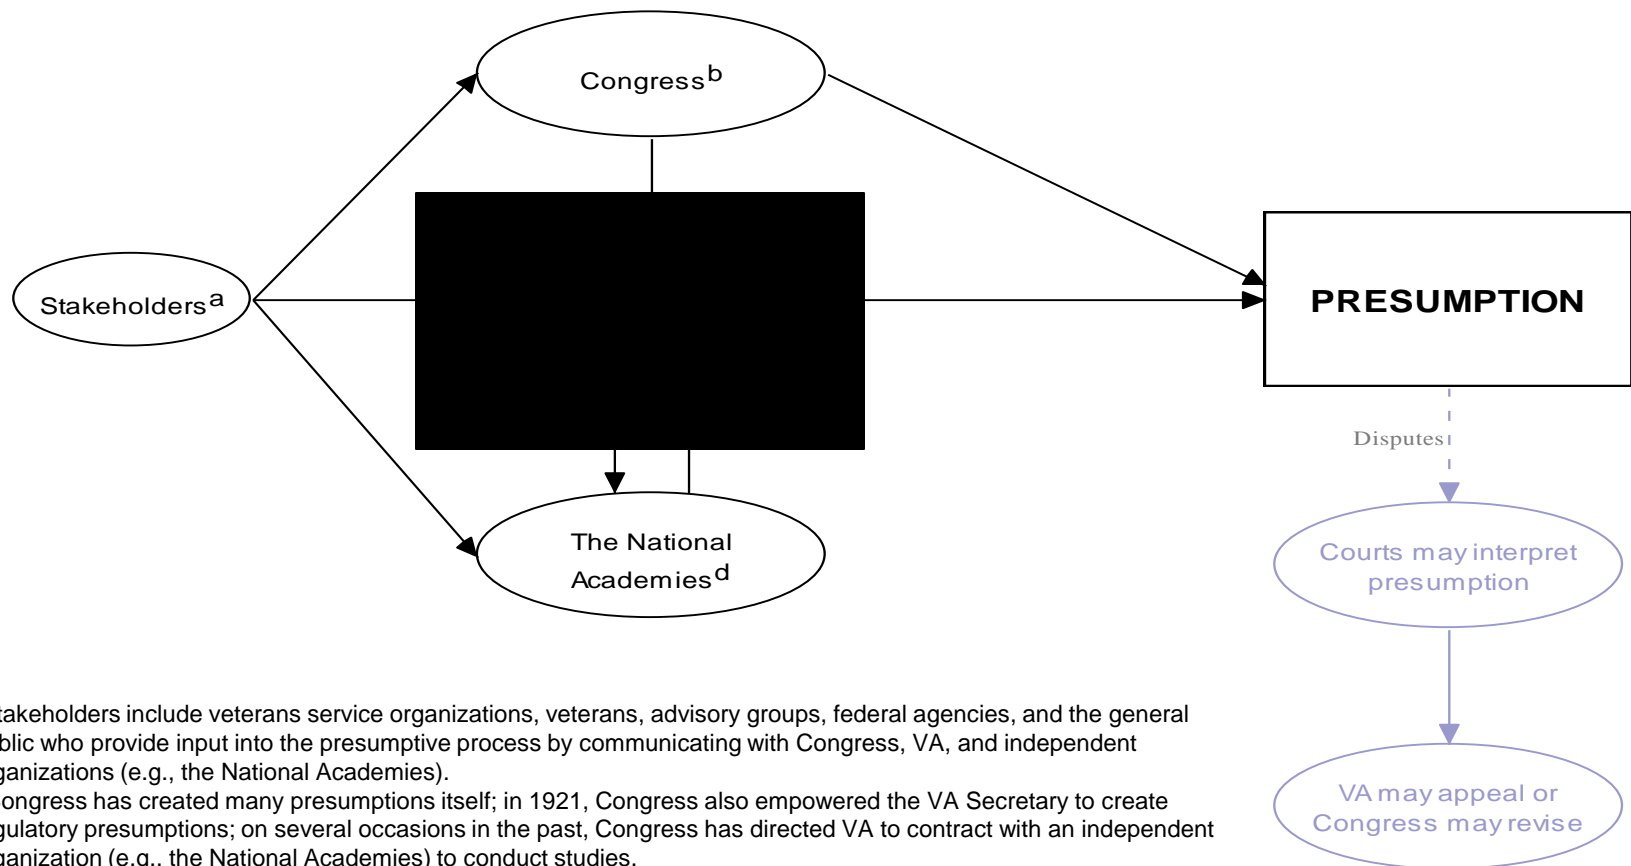 Congress^b
Stakeholders^a
PRESUMPTION
Disputes
The National
Academies^d
Courts may interpret
presumption
VA may appeal or
Congress may revise
takeholders include veterans service organizations, veterans, advisory groups, federal agencies, and the general
blic who provide input into the presumptive process by communicating with Congress, VA, and independent
ganizations (e.g., the National Academies).
ongress has created many presumptions itself; in 1921, Congress also empowered the VA Secretary to create
gulatory presumptions; on several occasions in the past, Congress has directed VA to contract with an independent
ganization (e.g., the National Academies) to conduct studies.